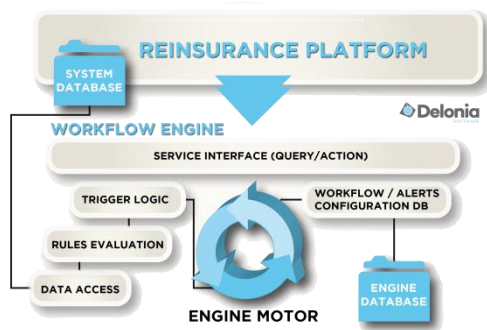 REINSURANCE PLATFORM
SYSTEM
DATABASE
Delonia
SOFTWARE
WORKFLOW ENGINE
SERVICE INTERFACE (QUERY/ACTION)
TRIGGER LOGIC
WORKFLOW / ALERTS
CONFIGURATION DB
RULES EVALUATION
DATA ACCESS
ENGINE
DATABASE
ENGINE MOTOR